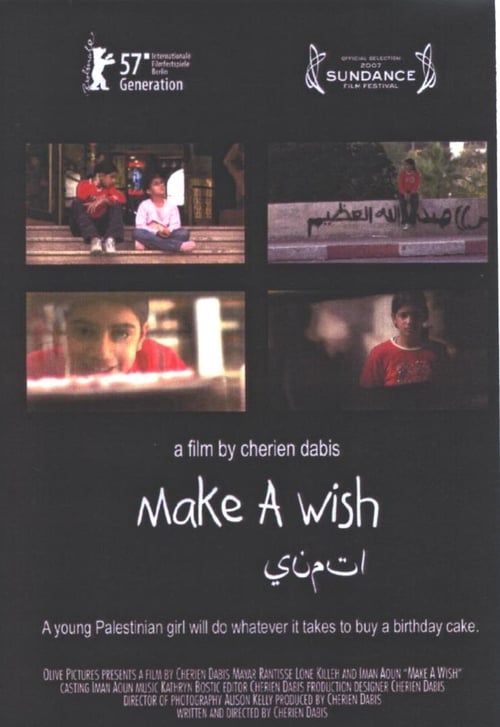 57 Internationale
Filmfestspiele
Berlin
Generation
OFFICIAL SELECTION
2007
SUNDANCE
FILM FESTIVAL
الله العظيم
a film by cherien dabis
Make A Wish
اتمني
A young Palestinian girl will do whatever it takes to buy a birthday cake.
OLIVE PICTURES PRESENTS A FILM BY CHERIEN DABIS MAYAR RANTISSE LONE KILLEH AND IMAN AOUN "MAKE A WISH"
CASTING IMAN AOUN MUSIC KATHRYN BOSTIC EDITOR CHERIEN DABIS PRODUCTION DESIGNER CHERIEN DABIS
DIRECTOR OF PHOTOGRAPHY ALISON KELLY PRODUCED BY CHERIEN DABIS
WRITTEN AND DIRECTED BY CHERIEN DABIS